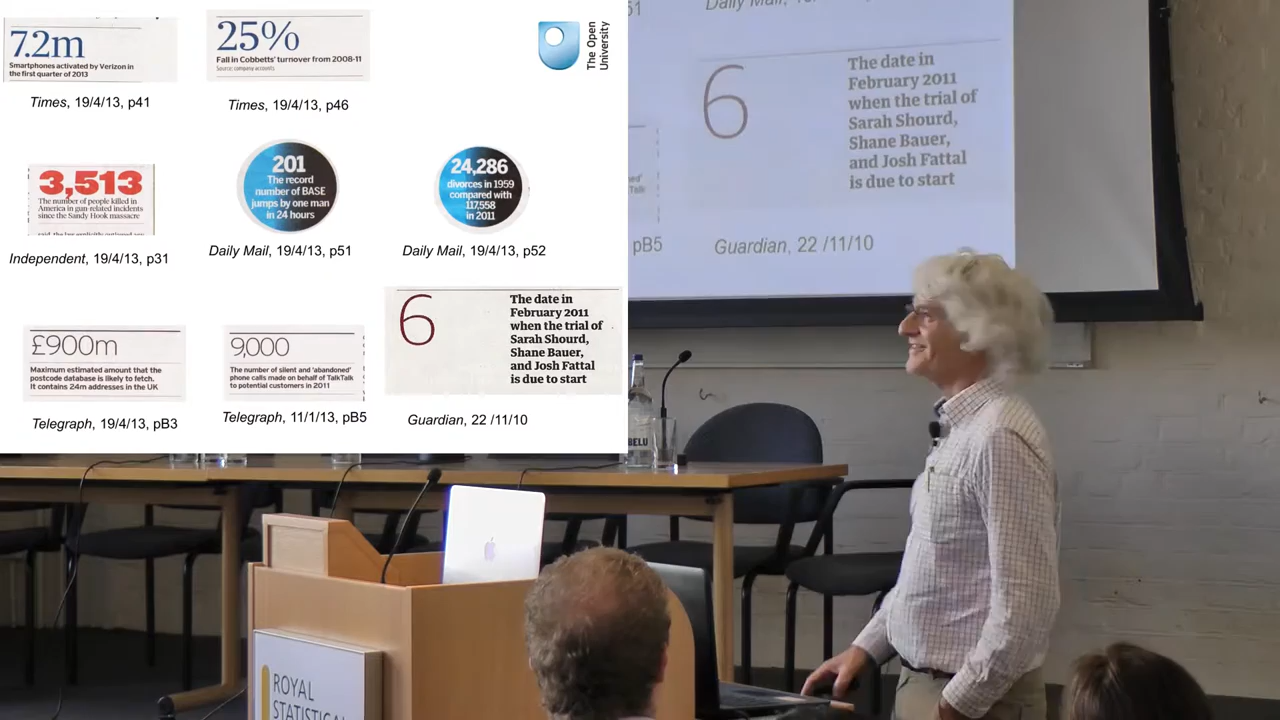 7.2m
Smartphones activated by Verizon in
the first quarter of 2013
Times, 19/4/13, p41
25%
Fall in Cobbetts' turnover from 2008-11
Source: company accounts
Times, 19/4/13, p46
The Open
University
3,513
The number of people killed in
America in gun-related incidents
since the Sandy Hook massacre
Independent, 19/4/13, p31
201
The record
number of BASE
jumps by one man
in 24 hours
Daily Mail, 19/4/13, p51
24,286
divorces in 1959
compared with
117,558
in 2011
Daily Mail, 19/4/13, p52
£900m
Maximum estimated amount that the
postcode database is likely to fetch.
It contains 24m addresses in the UK
Telegraph, 19/4/13, pB3
9,000
The number of silent and 'abandoned'
phone calls made on behalf of TalkTalk
to potential customers in 2011
Telegraph, 11/1/13, pB5
6
The date in
February 2011
when the trial of
Sarah Shourd,
Shane Bauer,
and Josh Fattal
is due to start
Guardian, 22 /11/10
51
Daily Mail,
6
The date in
February 2011
when the trial of
Sarah Shourd,
Shane Bauer,
and Josh Fattal
is due to start
pB5
Guardian, 22 /11/10
BELU
ROYAL
STATISTICAL